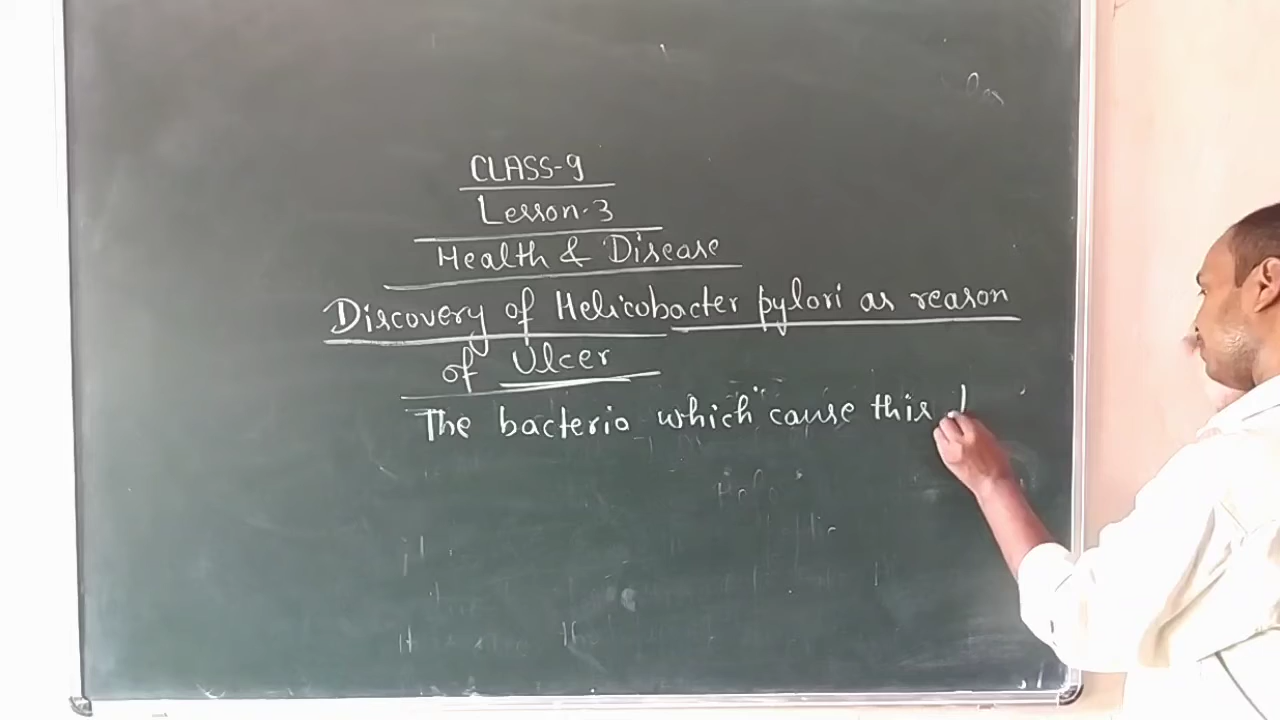 CLASS-9
Lesson-3
Health & Disease
Discovery of Helicobacter pylori as reason
of Ulcer
The bacteria which cause this